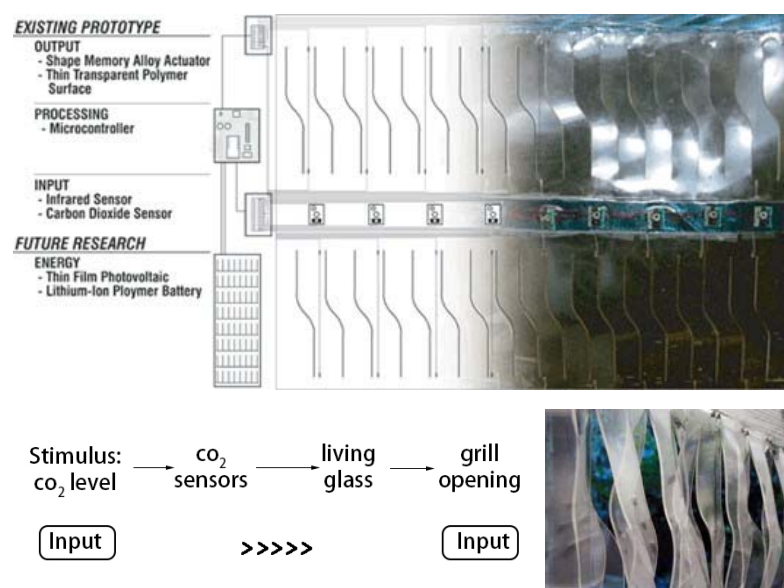 EXISTING PROTOTYPE
OUTPUT
- Shape Memory Alloy Actuator
- Thin Transparent Polymer
Surface
PROCESSING
- Microcontroller
INPUT
- Infrared Sensor
- Carbon Dioxide Sensor
FUTURE RESEARCH
ENERGY
- Thin Film Photovoltaic
- Lithium-Ion Ploymer Battery
Stimulus:
co₂ level
co₂
sensors
living
glass
grill
opening
Input
>>>>>
Input